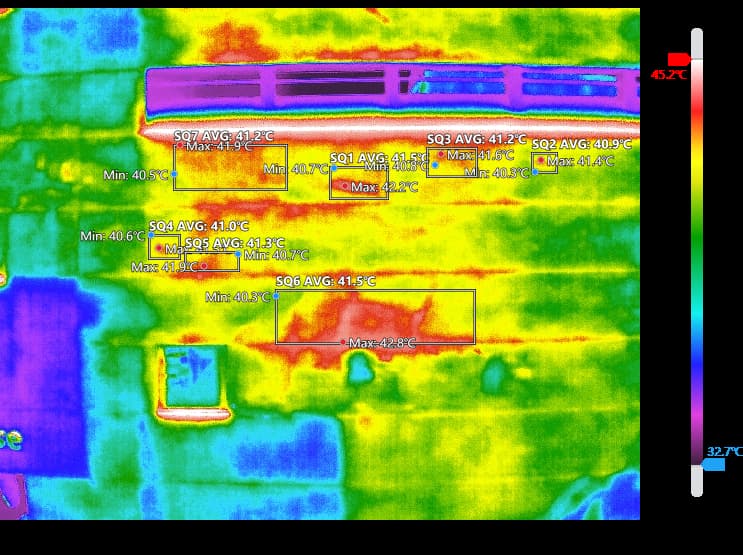 45.2℃
SQ7 AVG: 41.2℃
Max: 41.9℃
Min: 40.5℃
SQ1 AVG: 41.5℃
Min: 40.7℃
Max: 42.2℃
SQ3 AVG: 41.2℃
Max: 41.6℃
Min: 40.8℃
SQ2 AVG: 40.9℃
Max: 41.4℃
Min: 40.3℃
SQ4 AVG: 41.0℃
Min: 40.6℃
Max:
SQ5 AVG: 41.3℃
Min: 40.7℃
Max: 41.9℃
SQ6 AVG: 41.5℃
Min: 40.3℃
Max: 42.8℃
se
32.7℃